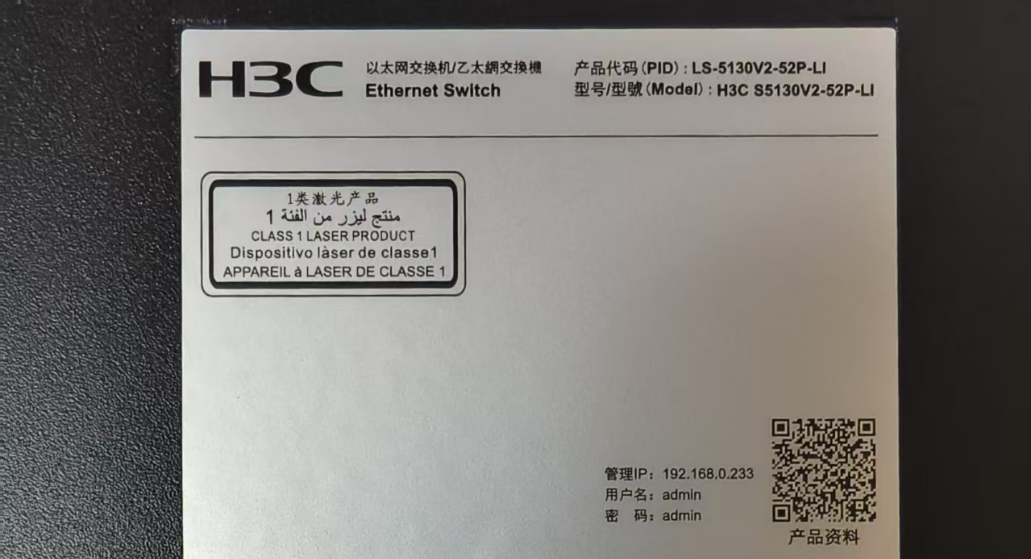 H3C
以太网交换机/乙太網交換機
Ethernet Switch
产品代码(PID): LS-5130V2-52P-LI
型号/型號(Model): H3C S5130V2-52P-LI
1类激光产品
منتج ليزر من الفئة 1
CLASS 1 LASER PRODUCT
Dispositivo làser de classe1
APPAREIL à LASER DE CLASSE 1
管理IP: 192.168.0.233
用户名: admin
密 码: admin
产品资料